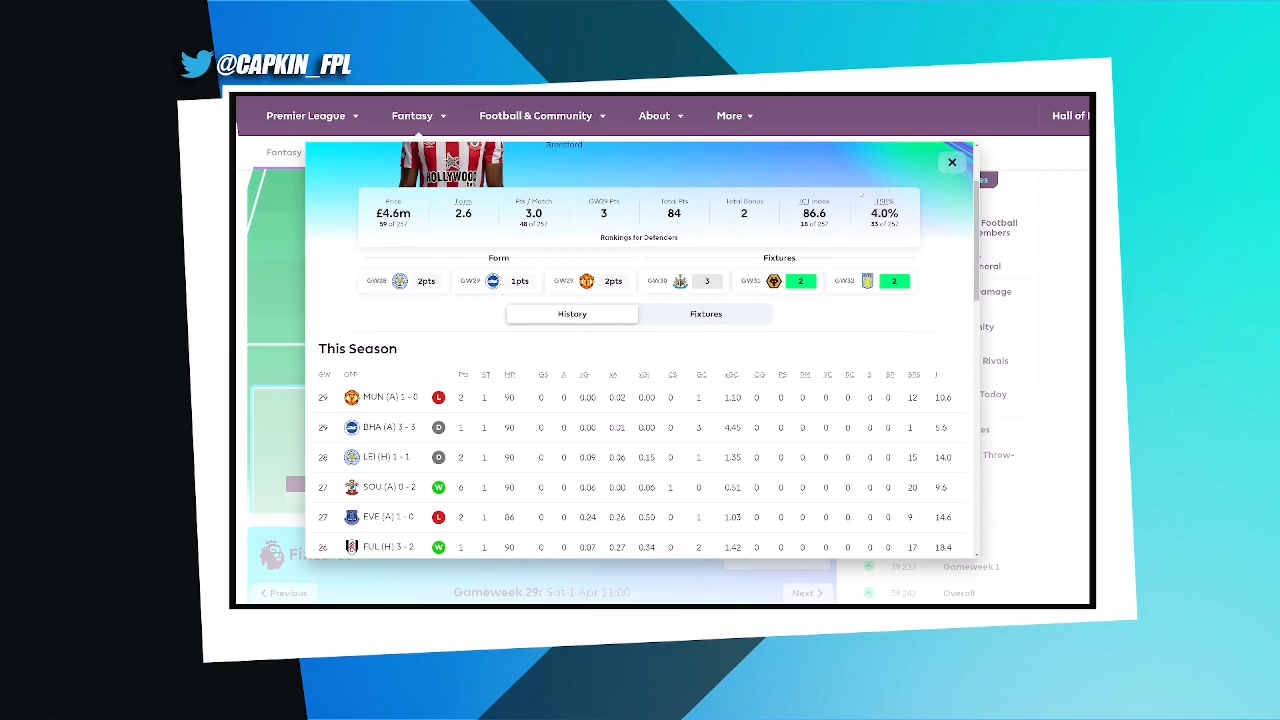 @CAPKIN_FPL
Premier League Fantasy Football & Community About More Hall of
Fantasy
Brentford
HOLLYWOOD
Price Form Pts / Match GW29 Pts Total Pts Total Bonus ICT Index TSB%
£4.6m 2.6 3.0 3 84 2 86.6 4.0%
59 of 257 48 of 257 18 of 257 33 of 257
Rankings for Defenders
Form Fixtures
GW28 2pts GW29 1pts GW29 2pts GW30 3 GW31 2 GW32 2
History Fixtures
This Season
GW OPP Pts ST MP GS A xG xA xGI CS GC xGC OG PS PM YC RC S BP BPS I
29 MUN (A) 1 - 0 L 2 1 90 0 0 0.00 0.02 0.00 0 1 1.10 0 0 0 0 0 0 0 12 10.6
29 BHA (A) 3 - 3 D 1 1 90 0 0 0.00 0.01 0.00 0 3 4.45 0 0 0 0 0 0 0 1 5.6
28 LEI (H) 1 - 1 D 2 1 90 0 0 0.09 0.06 0.15 0 1 1.35 0 0 0 0 0 0 0 15 14.0
27 SOU (A) 0 - 2 W 6 1 90 0 0 0.06 0.00 0.06 1 0 0.51 0 0 0 0 0 0 0 20 9.6
27 EVE (A) 1 - 0 L 2 1 86 0 0 0.24 0.26 0.50 0 1 1.03 0 0 0 0 0 0 0 9 14.6
26 FUL (H) 3 - 2 W 1 1 90 0 0 0.07 0.27 0.34 0 2 1.42 0 0 0 0 0 0 0 17 18.4
es
Football
embers
neral
amage
nity
Rivals
Today
es
Throw-
59,237 Gameweek 1
Previous Gameweek 29: Sat 1 Apr 11:00 Next
59,242 Overall